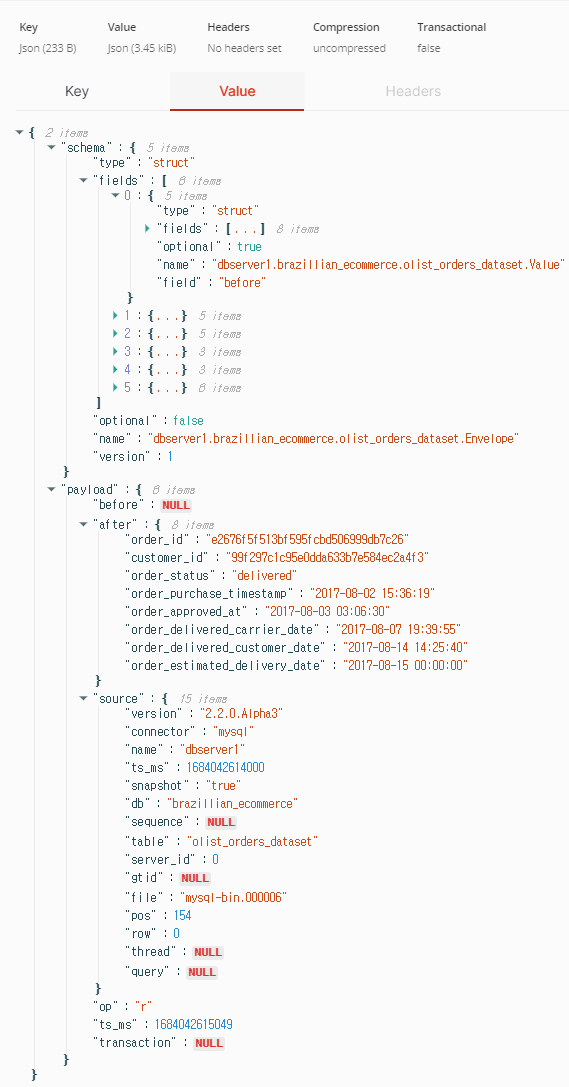 Key Value Headers Compression Transactional
Json (233 B) Json (3.45 kiB) No headers set uncompressed false
Key Value Headers
{ 2 items
"schema" : { 5 items
"type" : "struct"
"fields" : [ 6 items
0 : { 5 items
"type" : "struct"
"fields" : [...] 8 items
"optional" : true
"name" : "dbserver1.brazillian_ecommerce.olist_orders_dataset.Value"
"field" : "before"
}
1 : {...} 5 items
2 : {...} 5 items
3 : {...} 3 items
4 : {...} 3 items
5 : {...} 6 items
]
"optional" : false
"name" : "dbserver1.brazillian_ecommerce.olist_orders_dataset.Envelope"
"version" : 1
}
"payload" : { 6 items
"before" : NULL
"after" : { 8 items
"order_id" : "e2676f5f513bf595fcbd506999db7c26"
"customer_id" : "99f297c1c95e0dda633b7e584ec2a4f3"
"order_status" : "delivered"
"order_purchase_timestamp" : "2017-08-02 15:36:19"
"order_approved_at" : "2017-08-03 03:06:30"
"order_delivered_carrier_date" : "2017-08-07 19:39:55"
"order_delivered_customer_date" : "2017-08-14 14:25:40"
"order_estimated_delivery_date" : "2017-08-15 00:00:00"
}
"source" : { 15 items
"version" : "2.2.0.Alpha3"
"connector" : "mysql"
"name" : "dbserver1"
"ts_ms" : 1684042614000
"snapshot" : "true"
"db" : "brazillian_ecommerce"
"sequence" : NULL
"table" : "olist_orders_dataset"
"server_id" : 0
"gtid" : NULL
"file" : "mysql-bin.000006"
"pos" : 154
"row" : 0
"thread" : NULL
"query" : NULL
}
"op" : "r"
"ts_ms" : 1684042615049
"transaction" : NULL
}
}